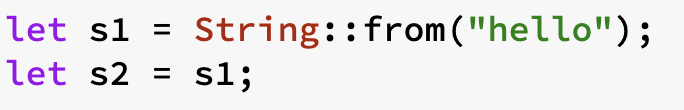 let s1 = String::from("hello");
let s2 = s1;